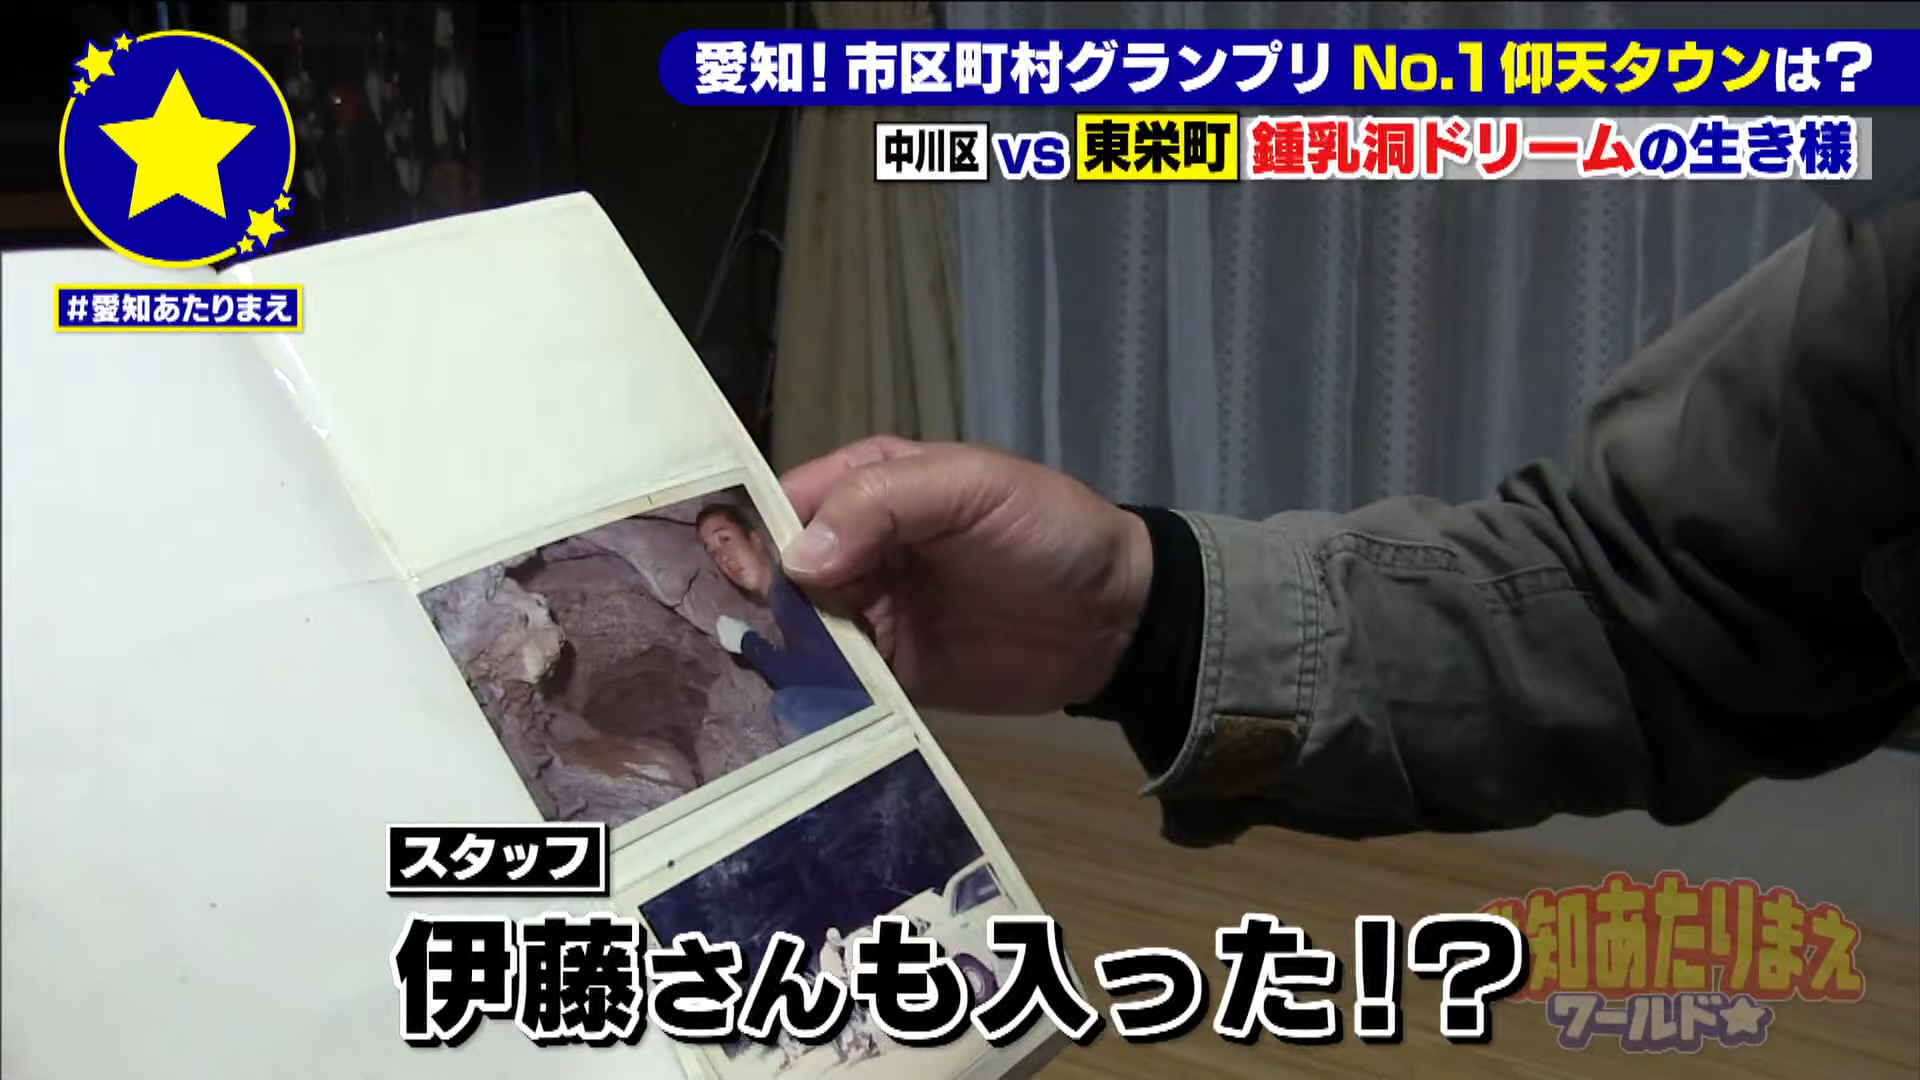 愛知！市区町村グランプリ No.1仰天タウンは？
中川区 vs 東栄町 鍾乳洞ドリームの生き様
#愛知あたりまえ
スタッフ
伊藤さんも入った！？
知あたりまえ
ワールド☆